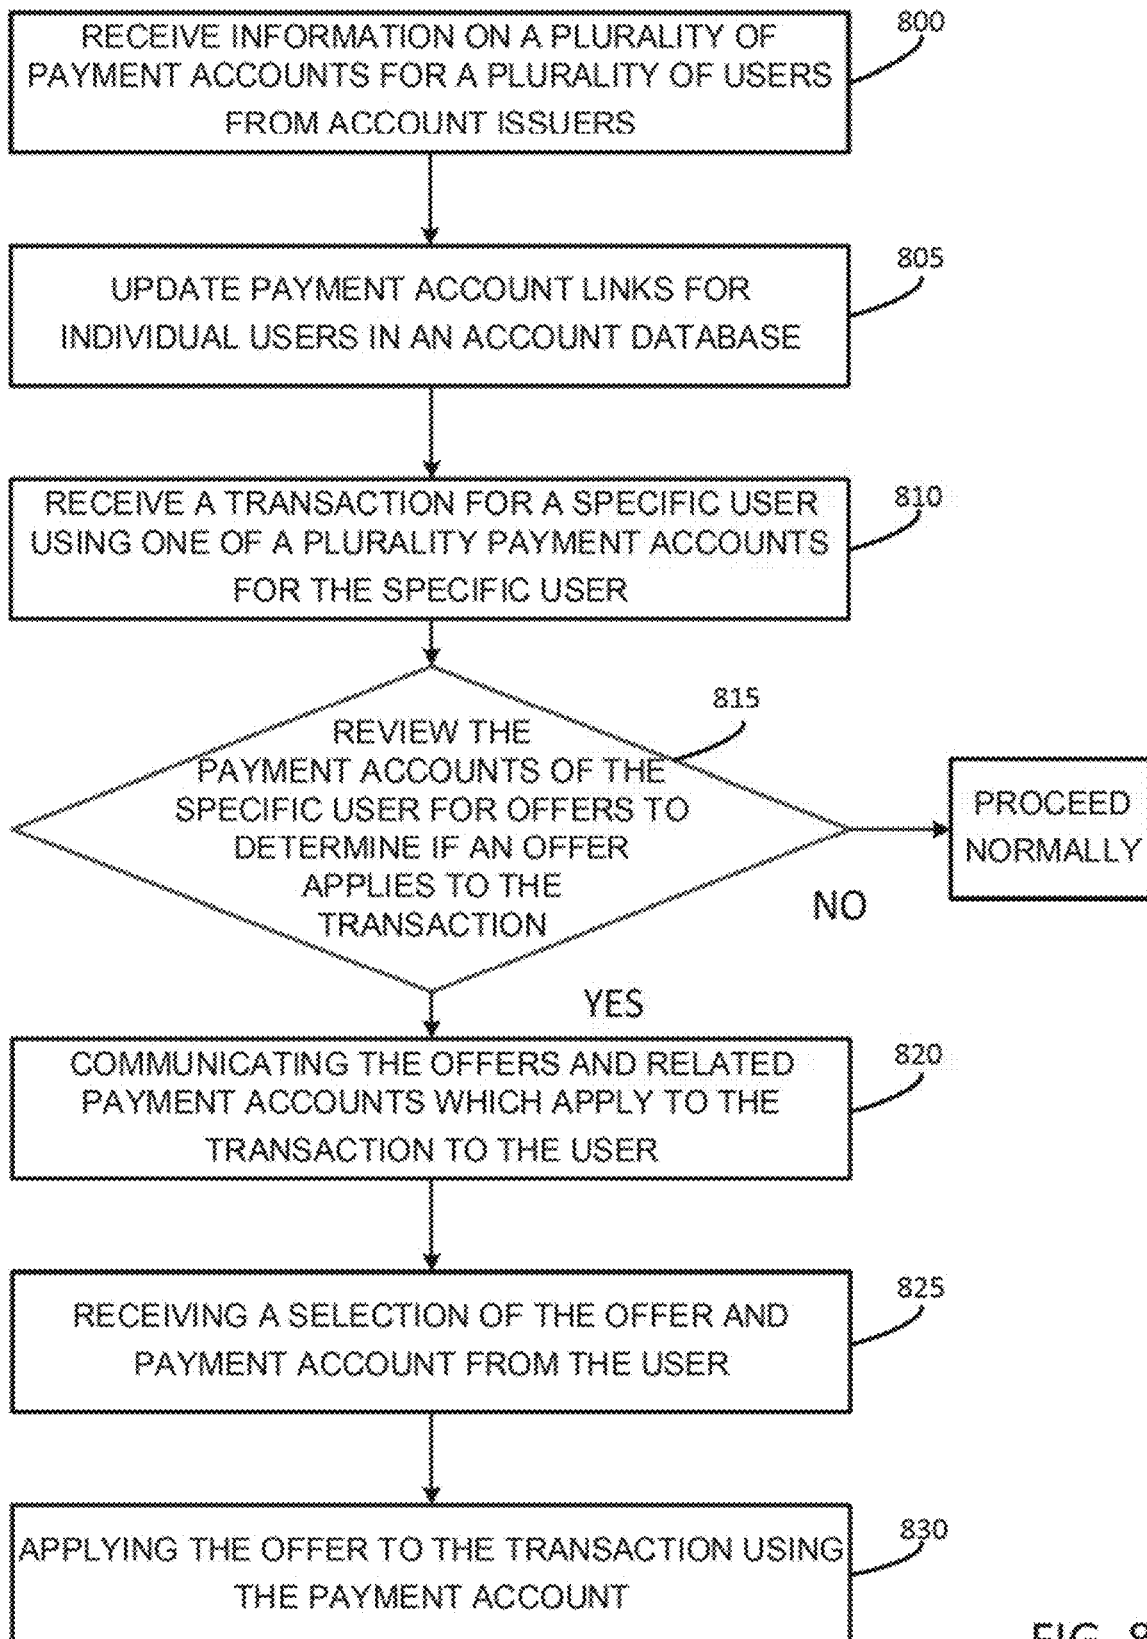 RECEIVE INFORMATION ON A PLURALITY OF
PAYMENT ACCOUNTS FOR A PLURALITY OF USERS
FROM ACCOUNT ISSUERS
800
UPDATE PAYMENT ACCOUNT LINKS FOR
INDIVIDUAL USERS IN AN ACCOUNT DATABASE
805
RECEIVE A TRANSACTION FOR A SPECIFIC USER
USING ONE OF A PLURALITY PAYMENT ACCOUNTS
FOR THE SPECIFIC USER
810
REVIEW THE
PAYMENT ACCOUNTS OF THE
SPECIFIC USER FOR OFFERS TO
DETERMINE IF AN OFFER
APPLIES TO THE
TRANSACTION
815
NO
PROCEED
NORMALLY
YES
COMMUNICATING THE OFFERS AND RELATED
PAYMENT ACCOUNTS WHICH APPLY TO THE
TRANSACTION TO THE USER
820
RECEIVING A SELECTION OF THE OFFER AND
PAYMENT ACCOUNT FROM THE USER
825
APPLYING THE OFFER TO THE TRANSACTION USING
THE PAYMENT ACCOUNT
830
FIG. 8